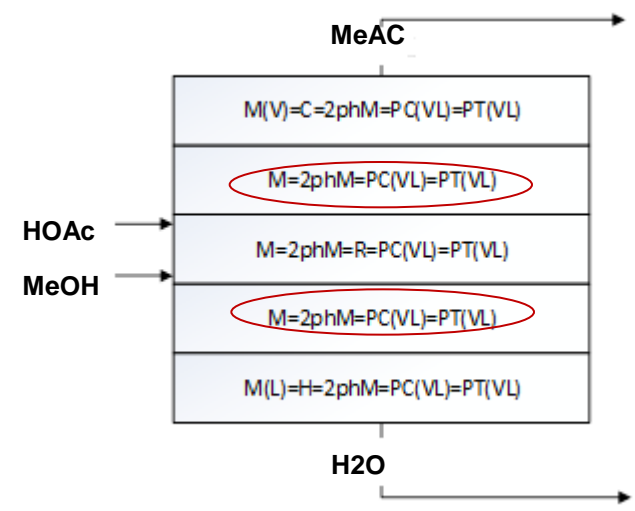 MeAC
M(V)=C=2phM=PC(VL)=PT(VL)
M=2phM=PC(VL)=PT(VL)
HOAc
M=2phM=R=PC(VL)=PT(VL)
MeOH
M=2phM=PC(VL)=PT(VL)
M(L)=H=2phM=PC(VL)=PT(VL)
H2O